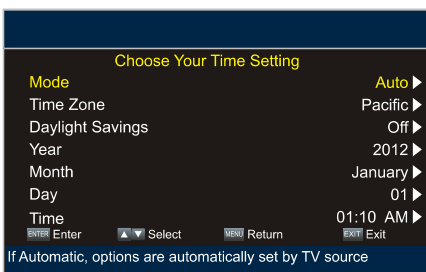 Choose Your Time Setting
Mode Auto
Time Zone Pacific
Daylight Savings Off
Year 2012
Month January
Day 01
Time 01:10 AM
ENTER Enter ▲ ▼ Select MENU Return EXIT Exit
If Automatic, options are automatically set by TV source